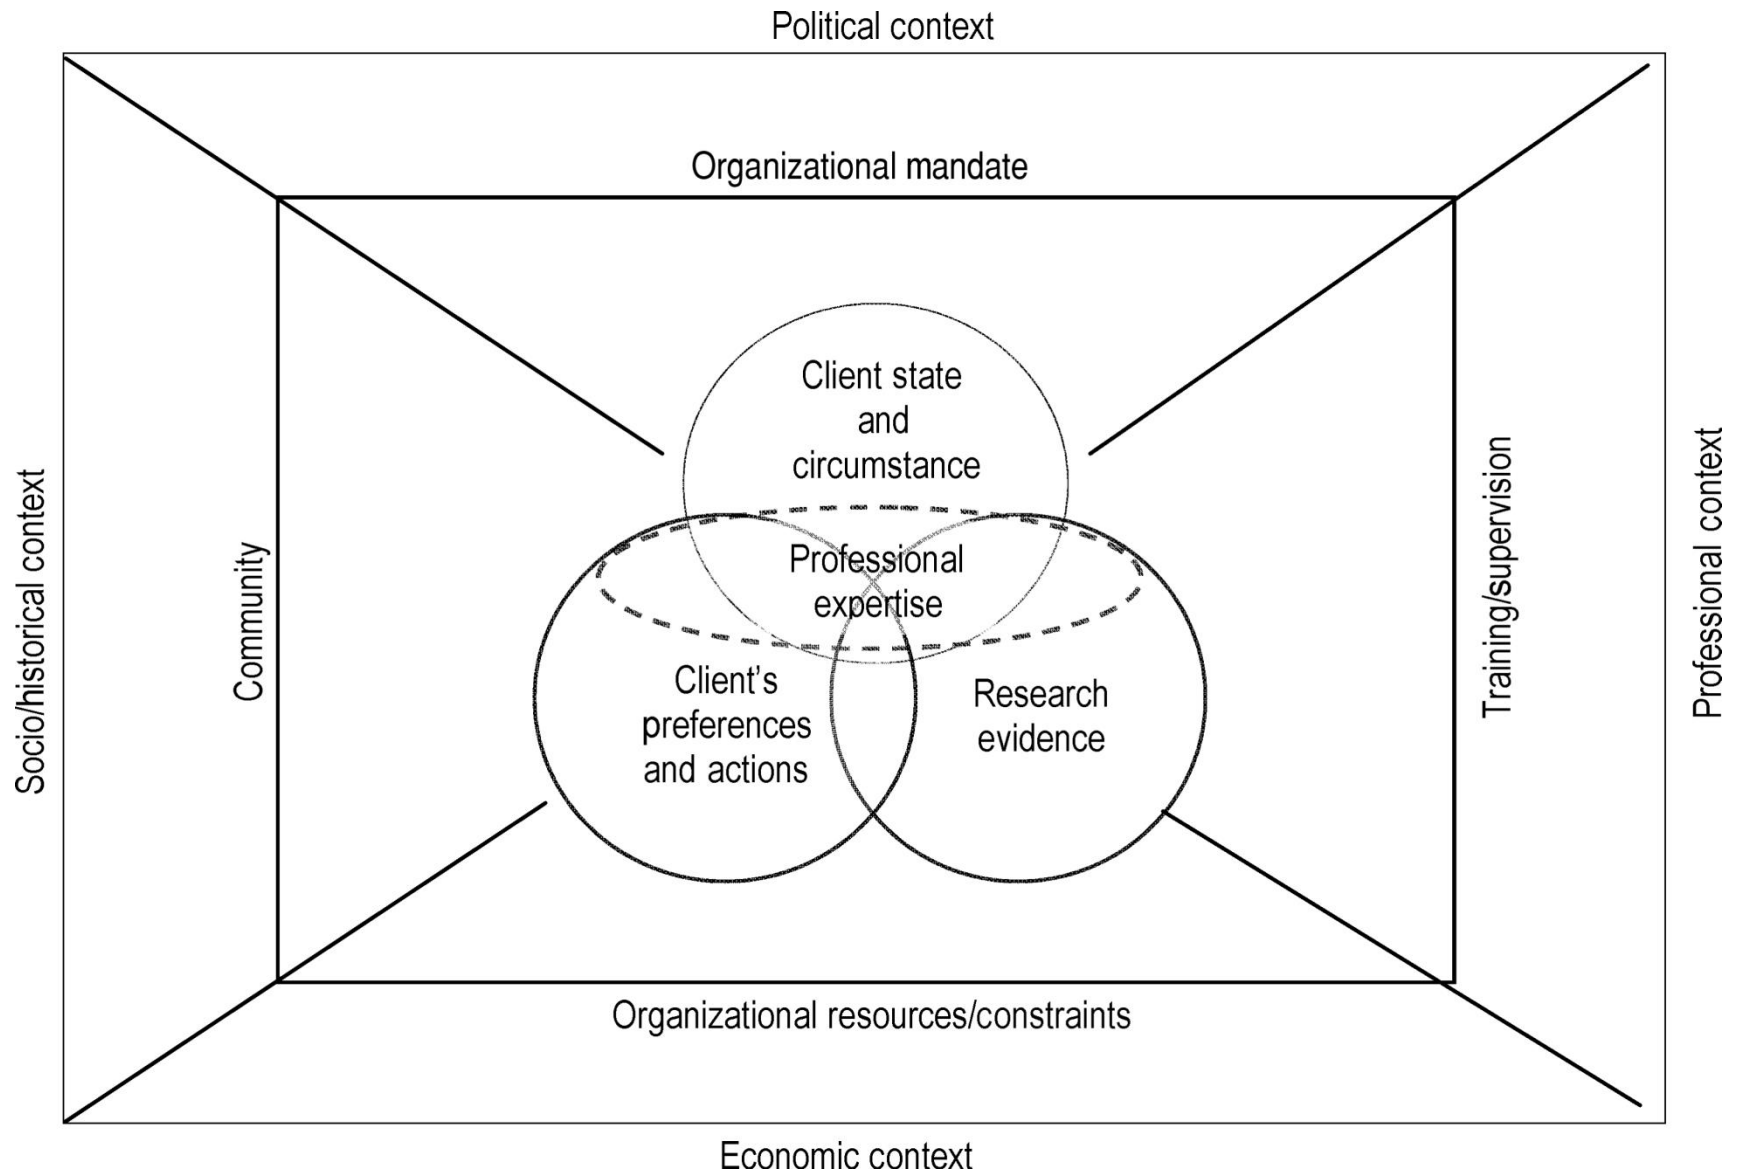 Political context
Organizational mandate
Client state
and
circumstance
Professional
expertise
Client’s
preferences
and actions
Research
evidence
Socio/historical context
Community
Training/supervision
Professional context
Organizational resources/constraints
Economic context